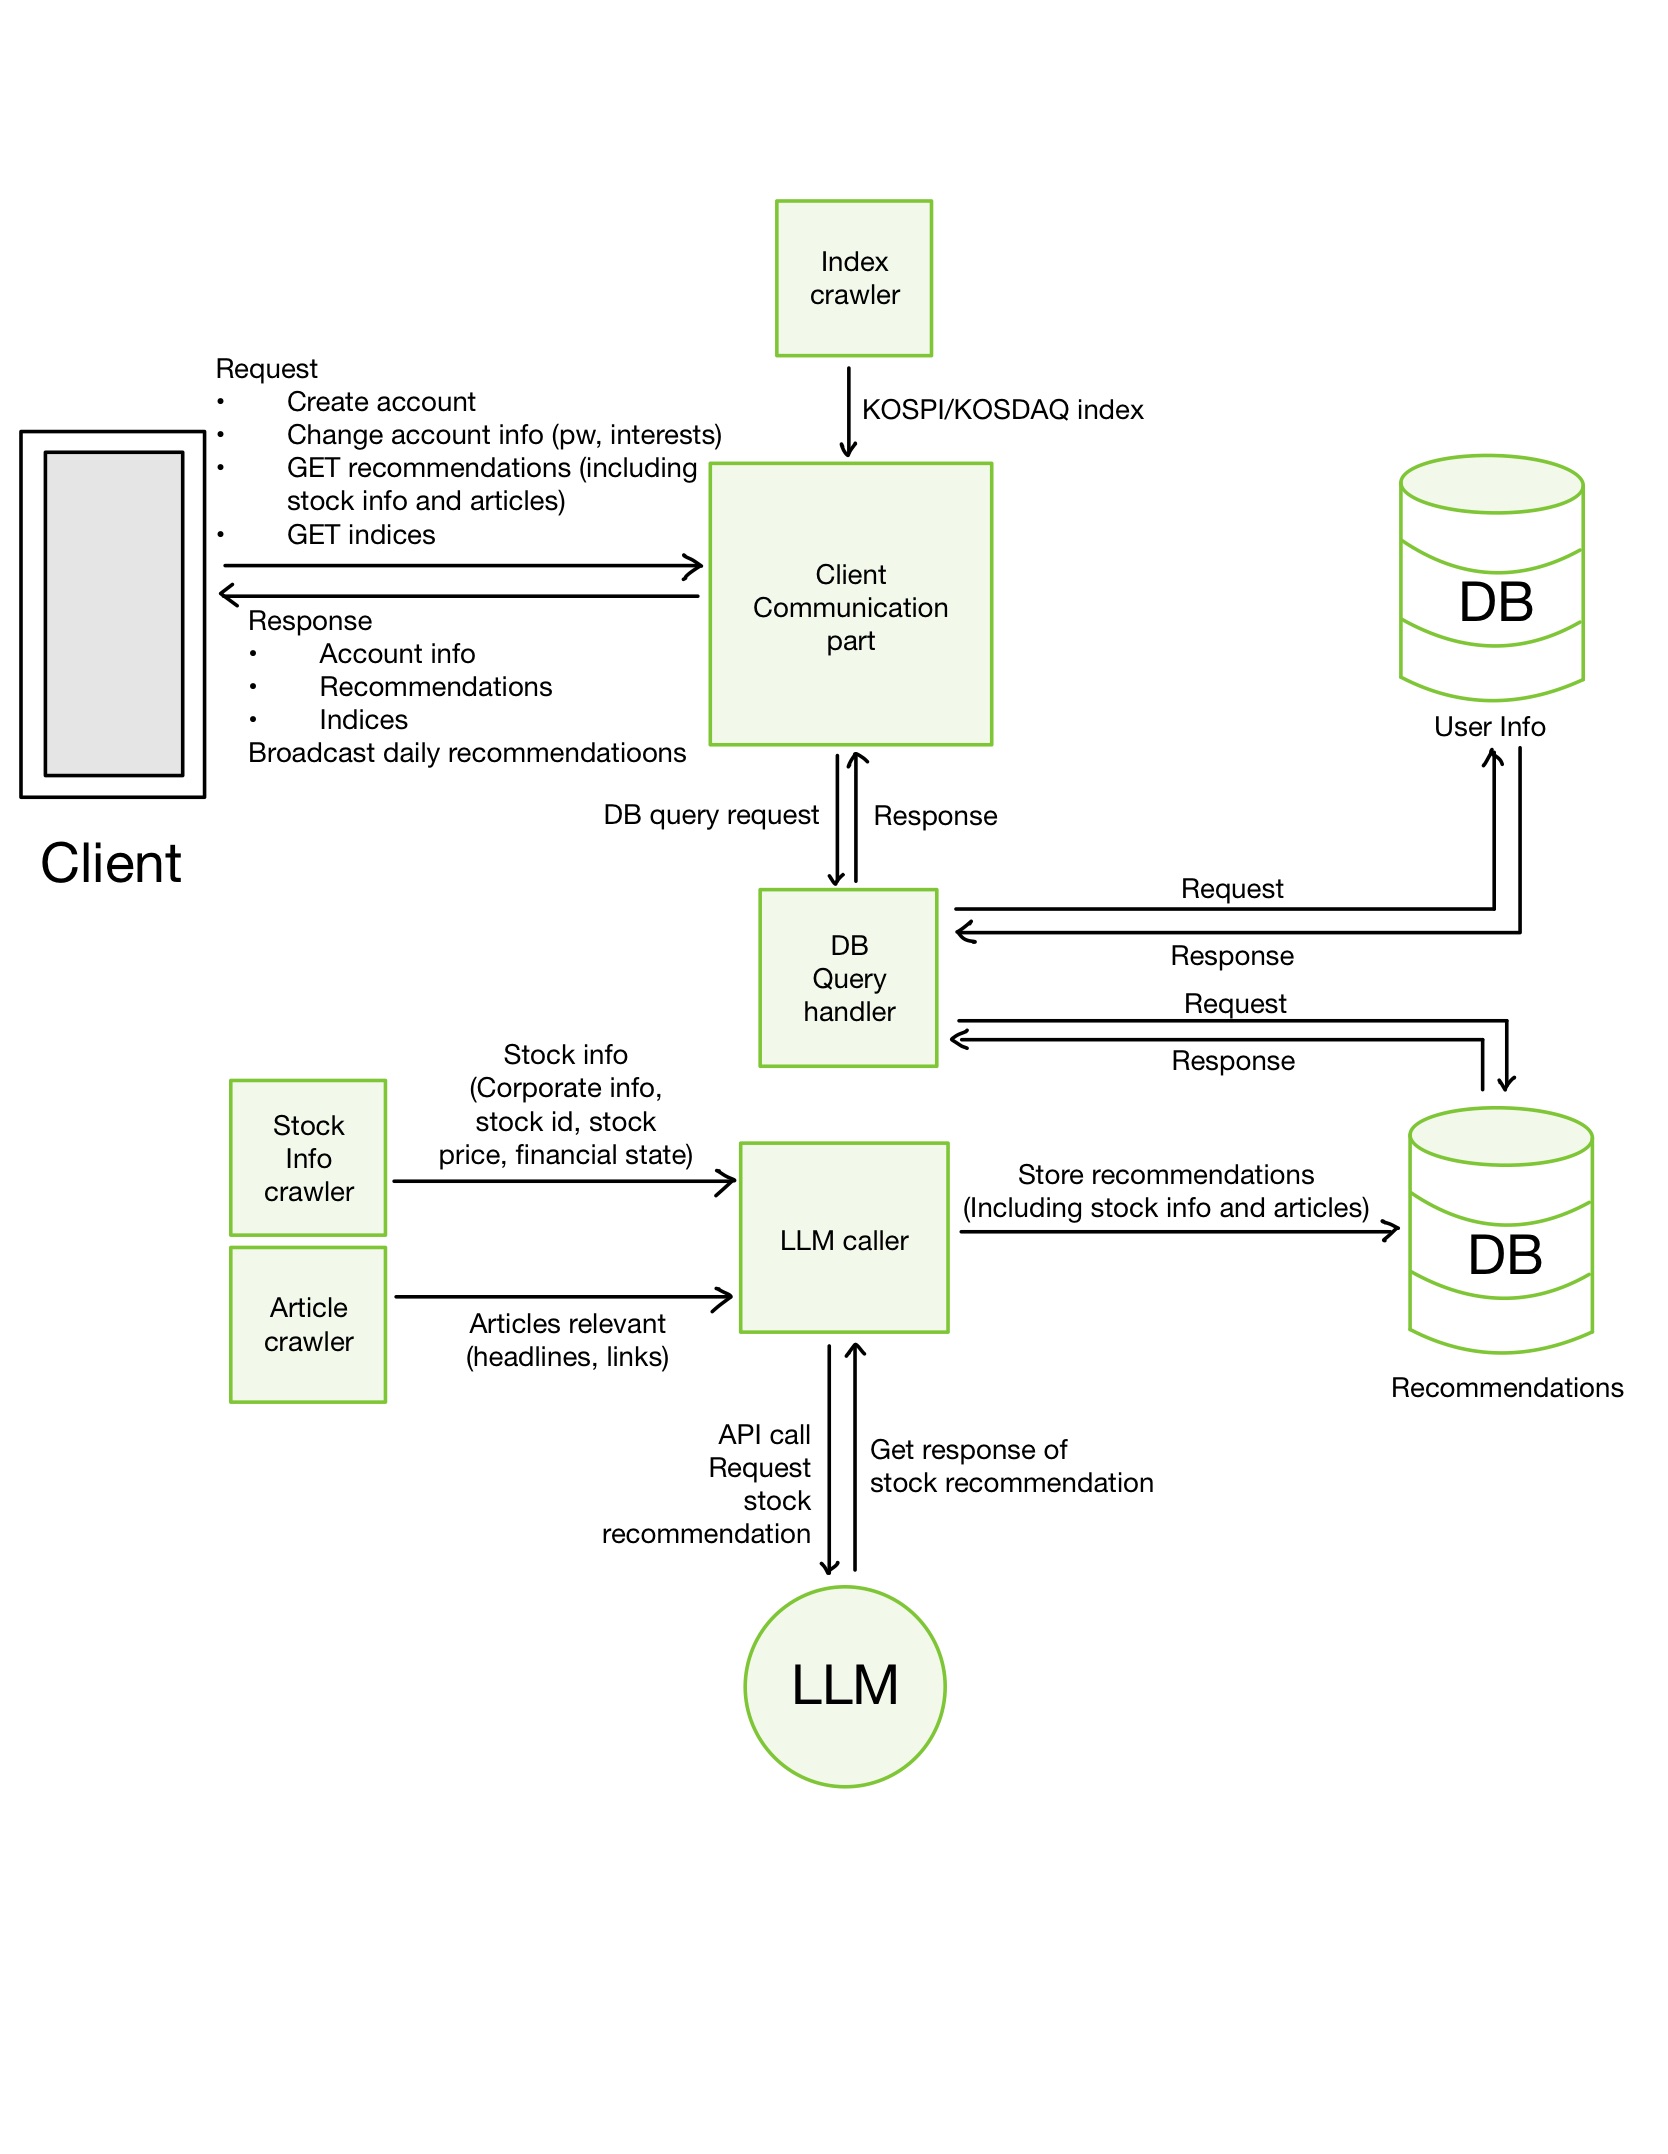 Index
crawler
KOSPI/KOSDAQ index
Request
• Create account
• Change account info (pw, interests)
• GET recommendations (including
stock info and articles)
• GET indices
Client
Communication
part
Response
• Account info
• Recommendations
• Indices
Broadcast daily recommendatioons
Client
DB
User Info
DB query request
Response
DB
Query
handler
Request
Response
Request
Response
Stock
Info
crawler
Stock info
(Corporate info,
stock id, stock
price, financial state)
Article
crawler
Articles relevant
(headlines, links)
LLM caller
Store recommendations
(Including stock info and articles)
DB
Recommendations
API call
Request
stock
recommendation
Get response of
stock recommendation
LLM